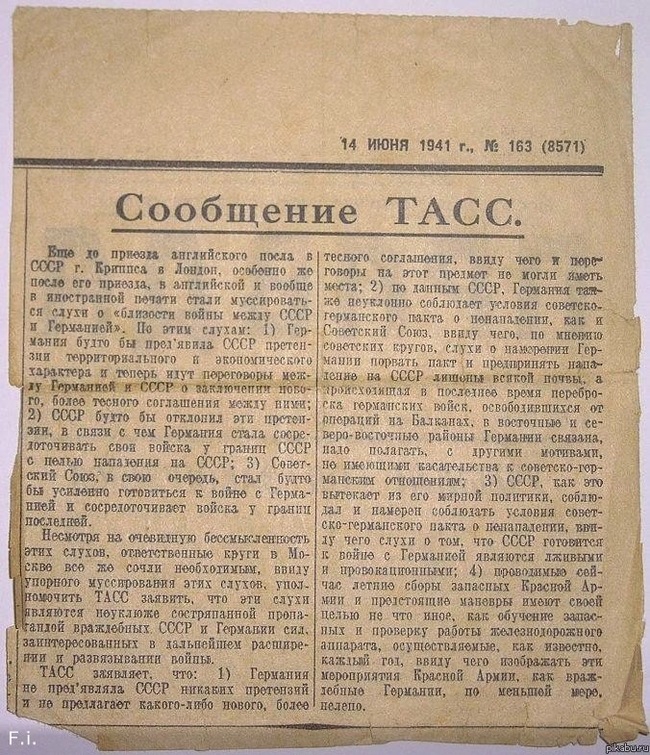 14 ИЮНЯ 1941 г., № 163 (8571)
Сообщение ТАСС.
Еще до приезда английского посла в
СССР г. Криппса в Лондон, особенно же
после его приезда, в английской и вообще
в иностранной печати стали муссировать-
ся слухи о «близости войны между СССР
и Германией». По этим слухам: 1) Гер-
мания будто бы пред'явила СССР претен-
зии территориального и экономического
характера и теперь идут переговоры меж-
ду Германией и СССР о заключении ново-
го, более тесного соглашения между ними;
2) СССР будто бы отклонил эти претен-
зии, в связи с чем Германия стала сосре-
доточивать свои войска у границ СССР
с целью нападения на СССР; 3) Совет-
ский Союз, в свою очередь, стал будто
бы усиленно готовиться к войне с Герма-
нией и сосредоточивает войска у границ
последней.
Несмотря на очевидную бессмысленность
этих слухов, ответственные круги в Мо-
скве все же сочли необходимым, ввиду
упорного муссирования этих слухов, упол-
номочить ТАСС заявить, что эти слухи
являются неуклюже состряпанной пропа-
гандой враждебных СССР и Германии сил,
заинтересованных в дальнейшем расшире-
нии и развязывании войны.
ТАСС заявляет, что: 1) Германия
не пред'являла СССР никаких претензий
и не предлагает какого-либо нового, более
тесного соглашения, ввиду чего и пере-
говоры на этот предмет не могли иметь
места; 2) по данным СССР, Германия так-
же неуклонно соблюдает условия советско-
германского пакта о ненападении, как и
Советский Союз, ввиду чего, по мнению
советских кругов, слухи о намерении Гер-
мании порвать пакт и предпринять напа-
дение на СССР лишены всякой почвы, а
происходящая в последнее время перебро-
ска германских войск, освободившихся от
операций на Балканах, в восточные и се-
веро-восточные районы Германии связана,
надо полагать, с другими мотивами,
не имеющими касательства к советско-гер-
манским отношениям; 3) СССР, как это
вытекает из его мирной политики, соблю-
дал и намерен соблюдать условия совет-
ско-германского пакта о ненападении, вви-
ду чего слухи о том, что СССР готовится
к войне с Германией являются лживыми
и провокационными; 4) проводимые сей-
час летние сборы запасных Красной Ар-
мии и предстоящие маневры имеют своей
целью не что иное, как обучение запас-
ных и проверку работы железнодорожного
аппарата, осуществляемые, как известно,
каждый год, ввиду чего изображать эти
мероприятия Красной Армии, как враж-
дебные Германии, по меньшей мере,
нелепо.
F.i.
pikabu.ru